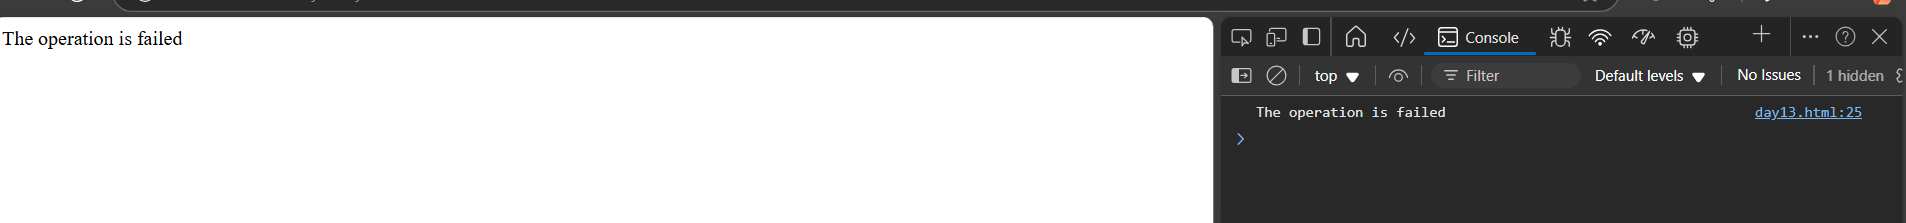 The operation is failed
Console
top
Filter
Default levels
No Issues
1 hidden
The operation is failed
day13.html:25